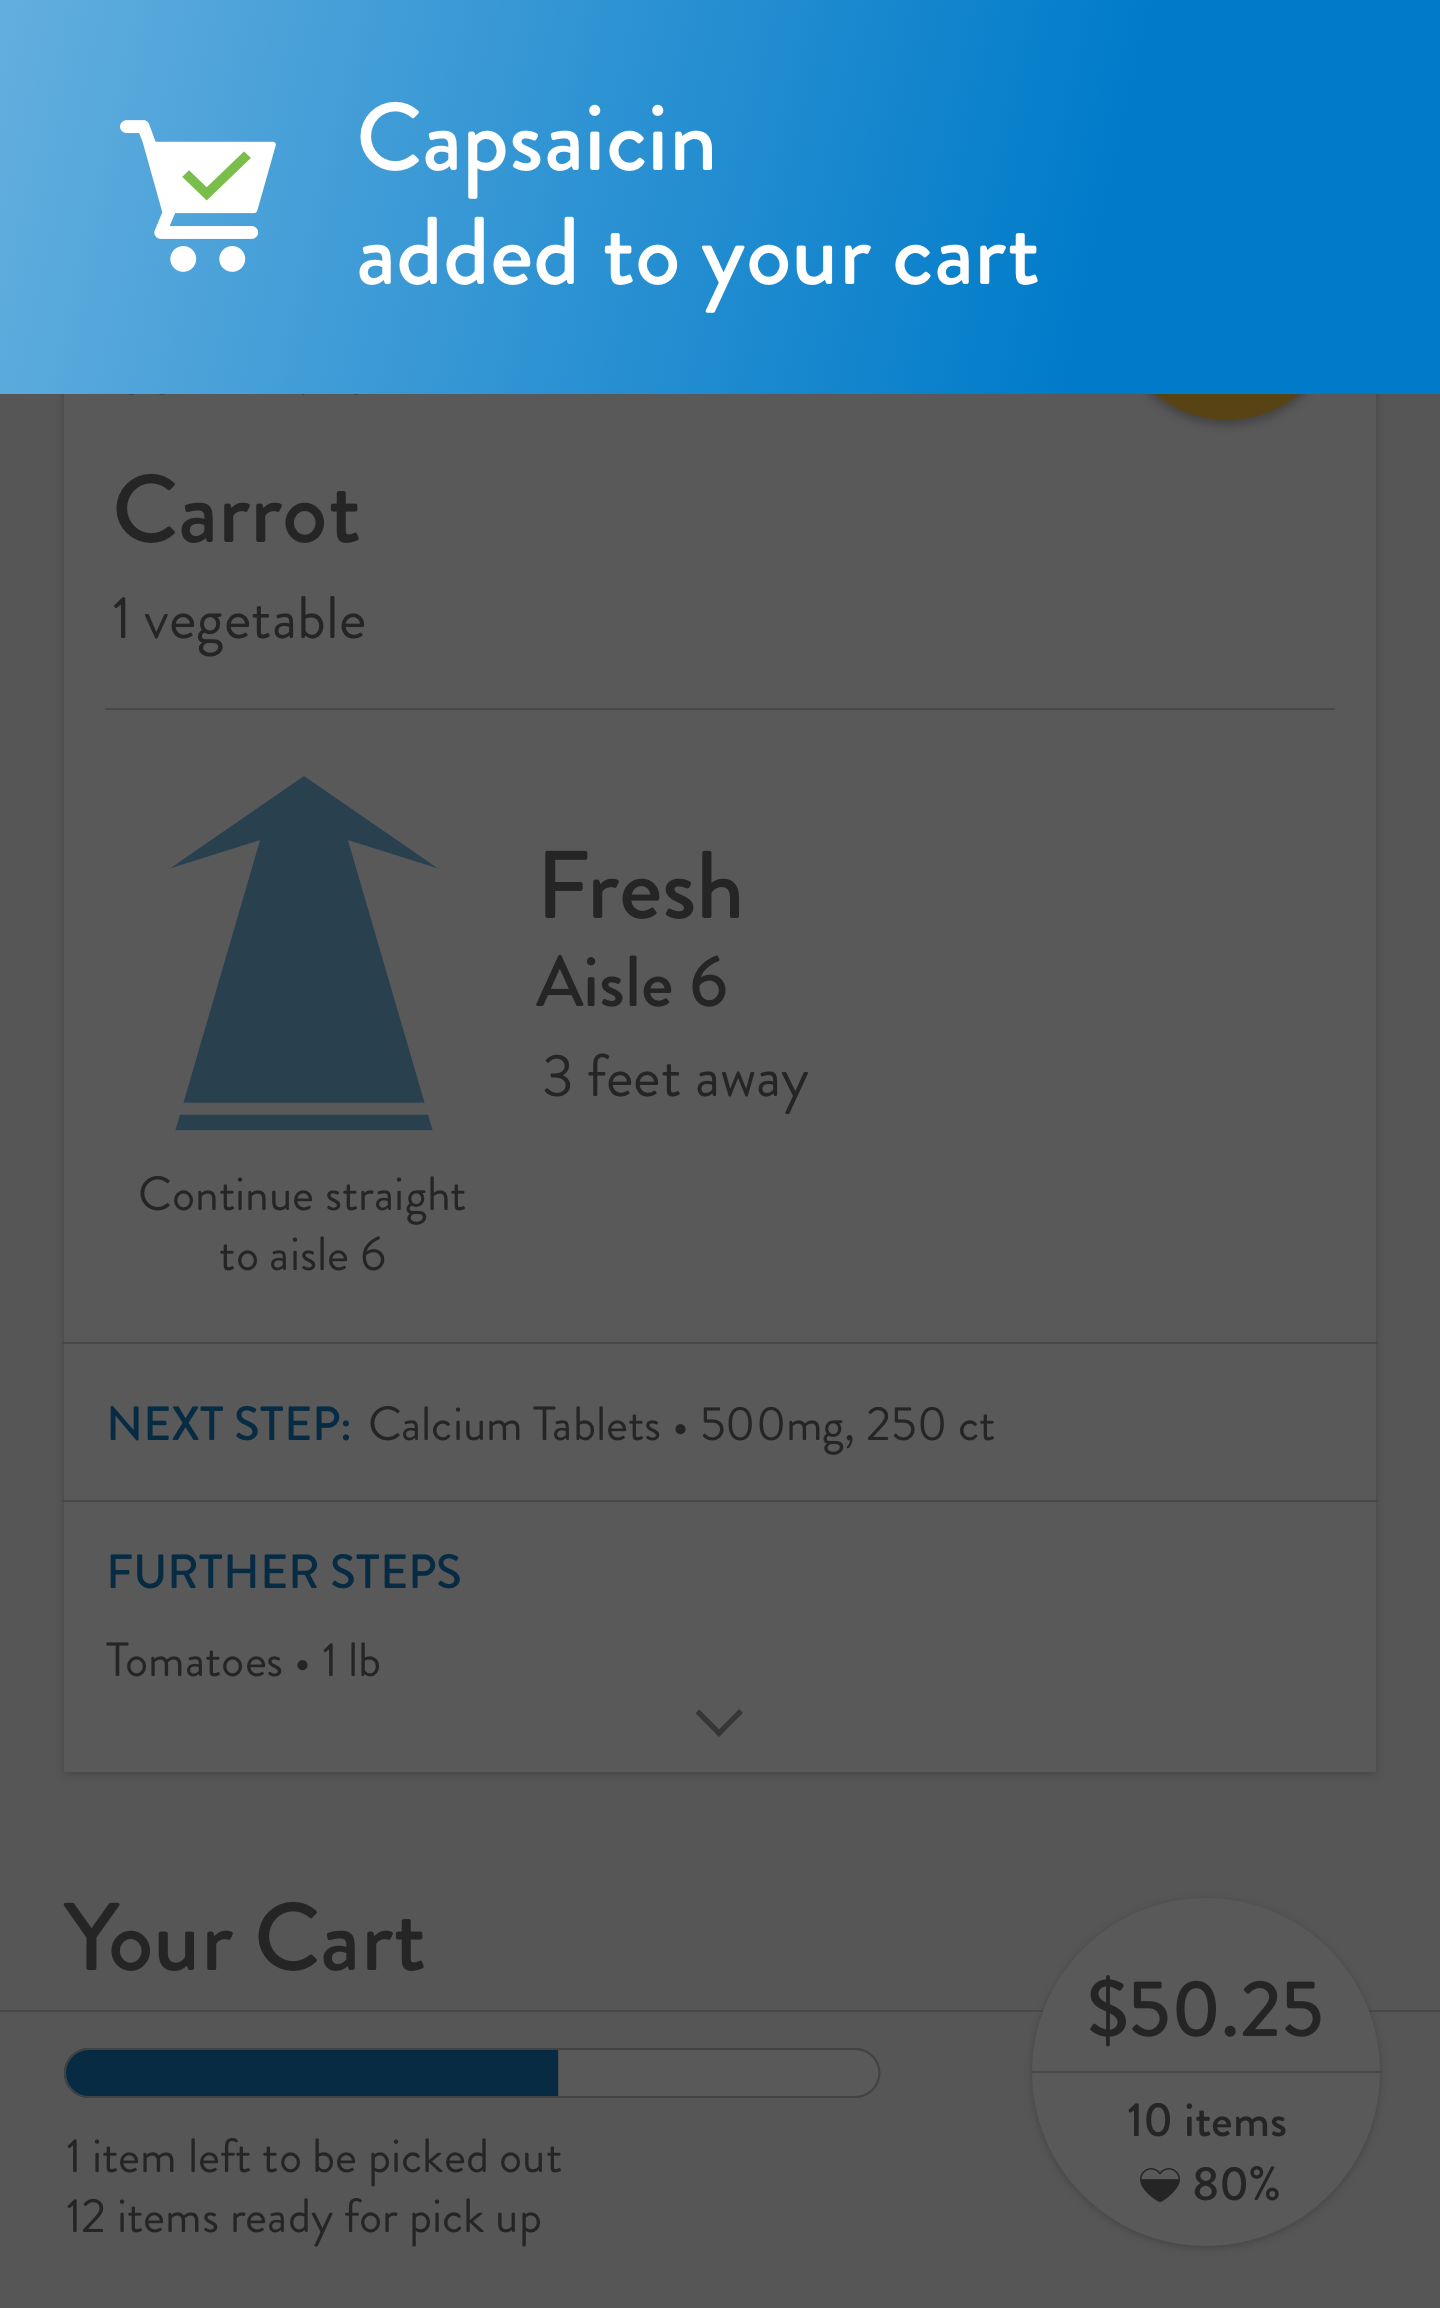 Capsaicin
added to your cart
Carrot
1 vegetable
Fresh
Aisle 6
3 feet away
Continue straight
to aisle 6
NEXT STEP: Calcium Tablets • 500mg, 250 ct
FURTHER STEPS
Tomatoes • 1 lb
Your Cart
$50.25
10 items
80%
1 item left to be picked out
12 items ready for pick up